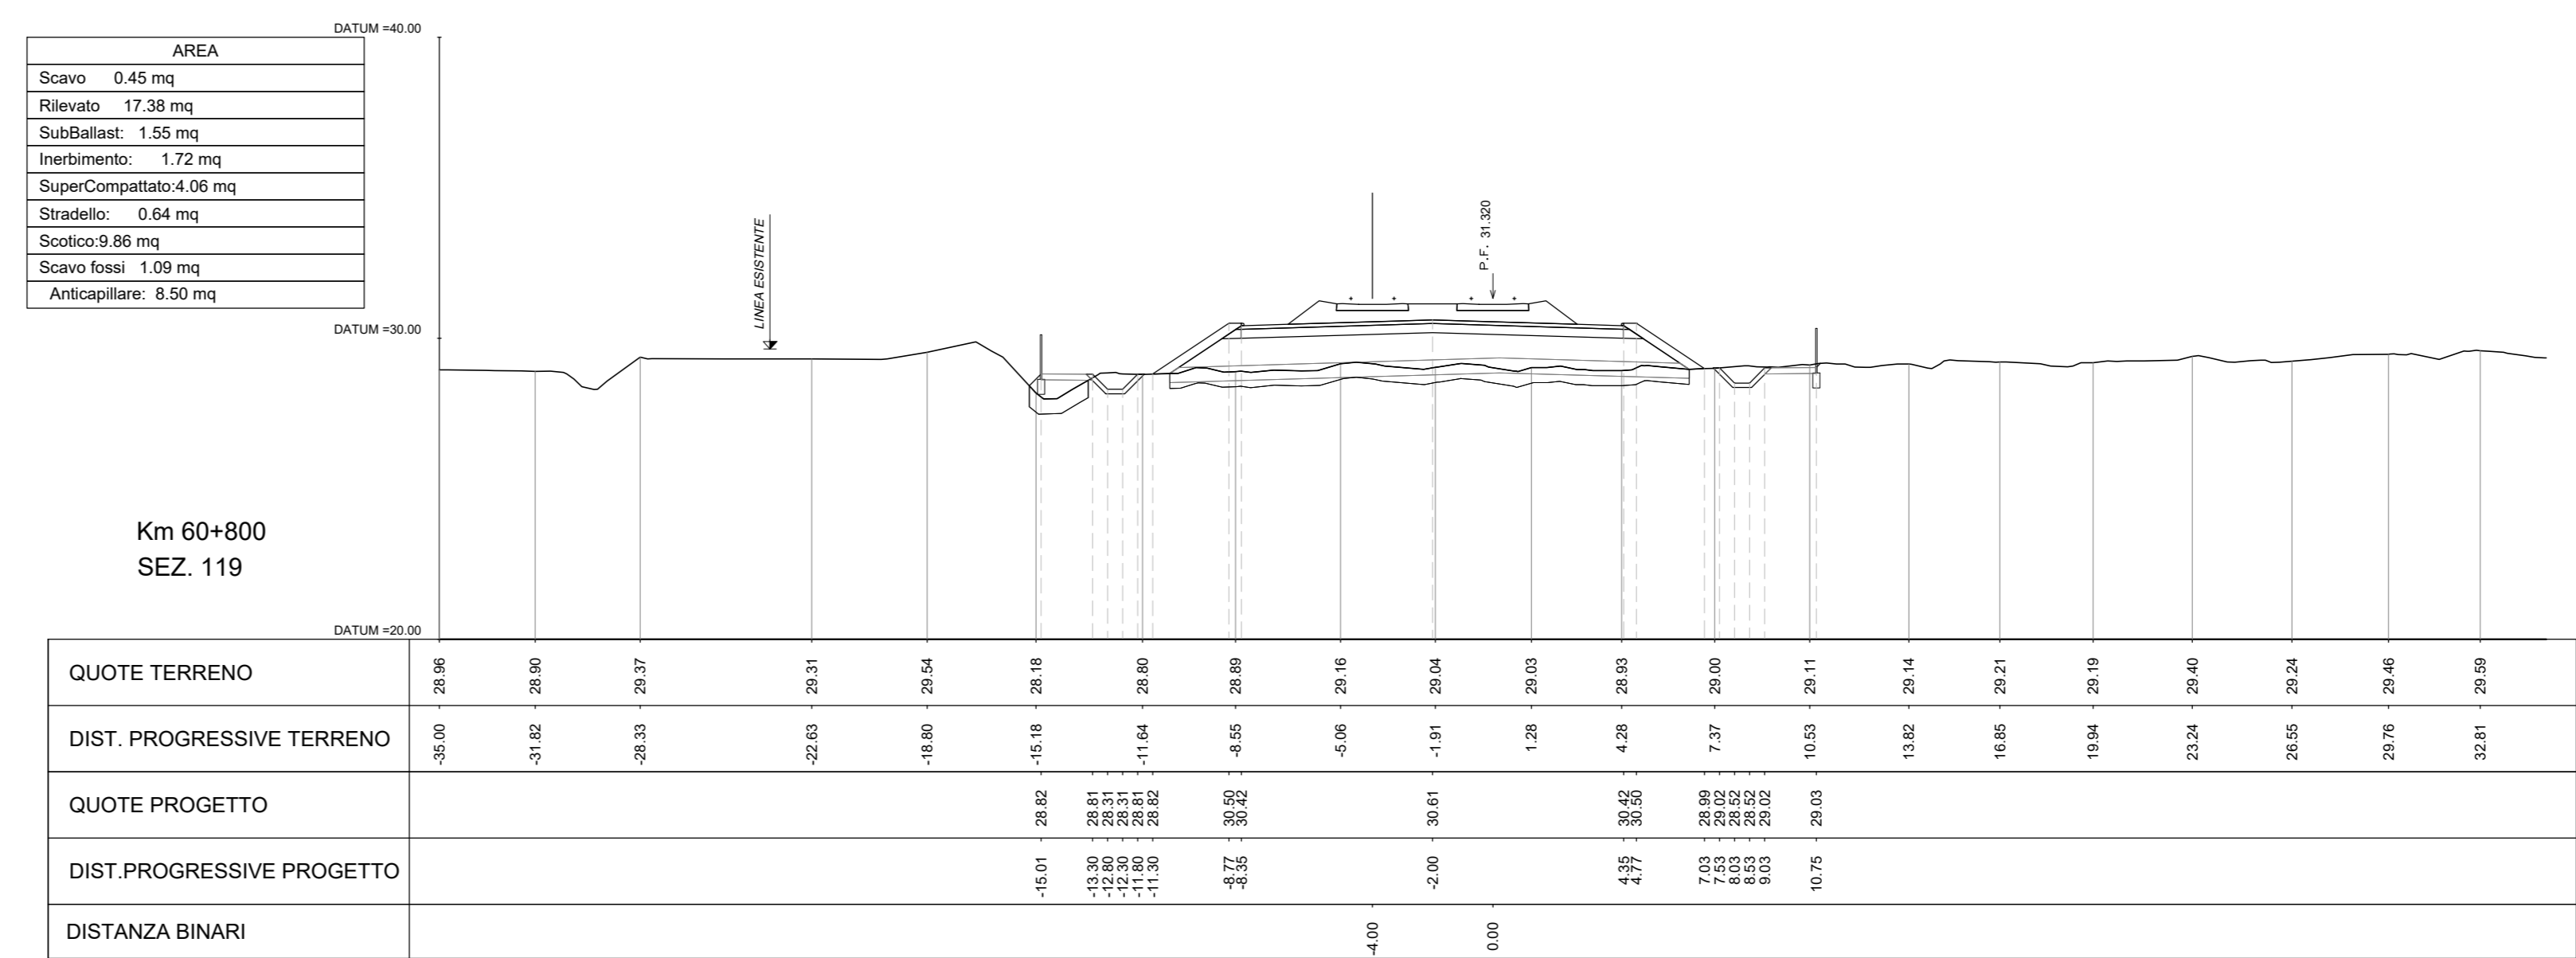 DATUM =40.00
AREA
Scavo 0.45 mq
Rilevato 17.38 mq
SubBallast: 1.55 mq
Inerbimento: 1.72 mq
SuperCompattato:4.06 mq
Stradello: 0.64 mq
Scotico:9.86 mq
Scavo fossi 1.09 mq
Anticapillare: 8.50 mq
LINEA ESISTENTE
P.F. 31.320
DATUM =30.00
Km 60+800
SEZ. 119
DATUM =20.00
QUOTE TERRENO 28.96 28.90 29.37 29.31 29.54 28.18 28.80 28.89 29.16 29.04 29.03 28.93 29.00 29.11 29.14 29.21 29.19 29.40 29.24 29.46 29.59
DIST. PROGRESSIVE TERRENO -35.00 -31.82 -28.33 -22.63 -18.80 -15.18 -11.64 -8.55 -5.06 -1.91 1.28 4.28 7.37 10.53 13.82 16.85 19.94 23.24 26.55 29.76 32.81
QUOTE PROGETTO 28.82 28.81 28.31 28.31 28.81 28.82 30.50 30.42 30.61 30.42 30.50 28.99 29.02 28.52 28.52 29.02 29.03
DIST.PROGRESSIVE PROGETTO -15.01 -13.30 -12.80 -12.30 -11.80 -11.30 -8.77 -8.35 -2.00 4.35 4.77 7.03 7.53 8.03 8.53 9.03 10.75
DISTANZA BINARI -4.00 0.00